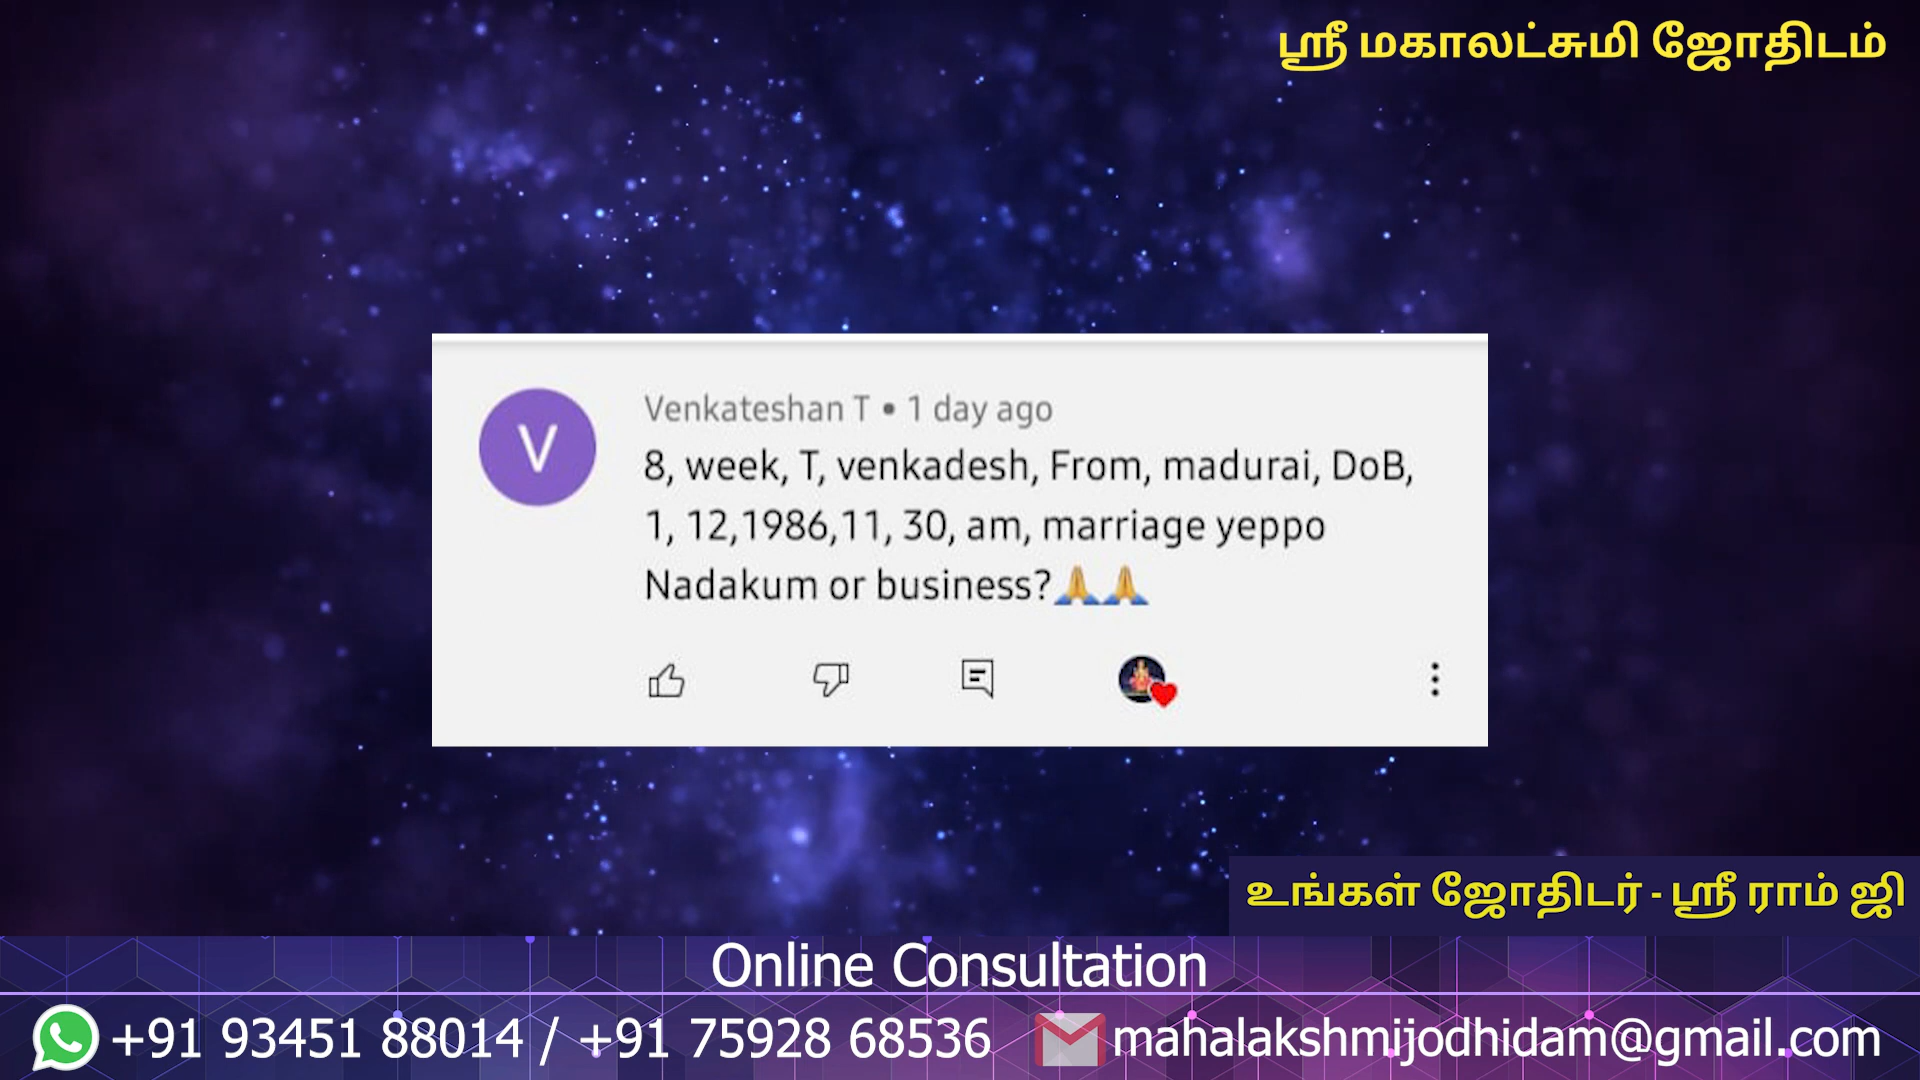 ஸ்ரீ மகாலட்சுமி ஜோதிடம்
V
Venkateshan T • 1 day ago
8, week, T, venkadesh, From, madurai, DoB,
1, 12,1986,11, 30, am, marriage yeppo
Nadakum or business?🙏🙏
உங்கள் ஜோதிடர் - ஸ்ரீ ராம் ஜி
Online Consultation
+91 93451 88014 / +91 75928 68536 mahalakshmijodhidam@gmail.com